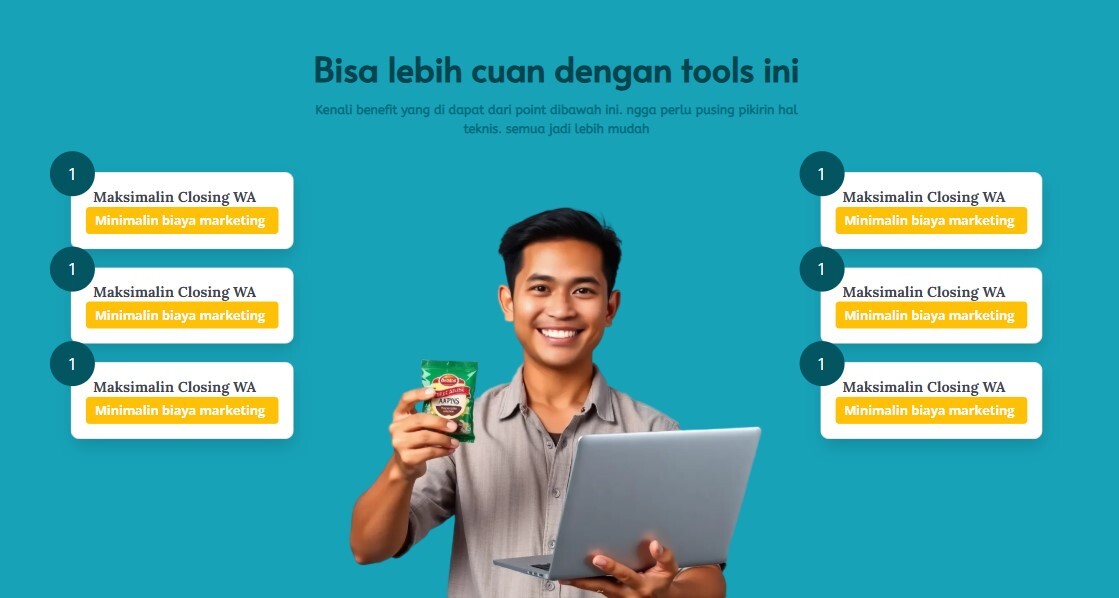 Bisa lebih cuan dengan tools ini
Kenali benefit yang di dapat dari point dibawah ini. ngga perlu pusing pikirin hal
teknis. semua jadi lebih mudah
1
Maksimalin Closing WA
Minimalin biaya marketing
1
Maksimalin Closing WA
Minimalin biaya marketing
1
Maksimalin Closing WA
Minimalin biaya marketing
1
Maksimalin Closing WA
Minimalin biaya marketing
1
Maksimalin Closing WA
Minimalin biaya marketing
1
Maksimalin Closing WA
Minimalin biaya marketing